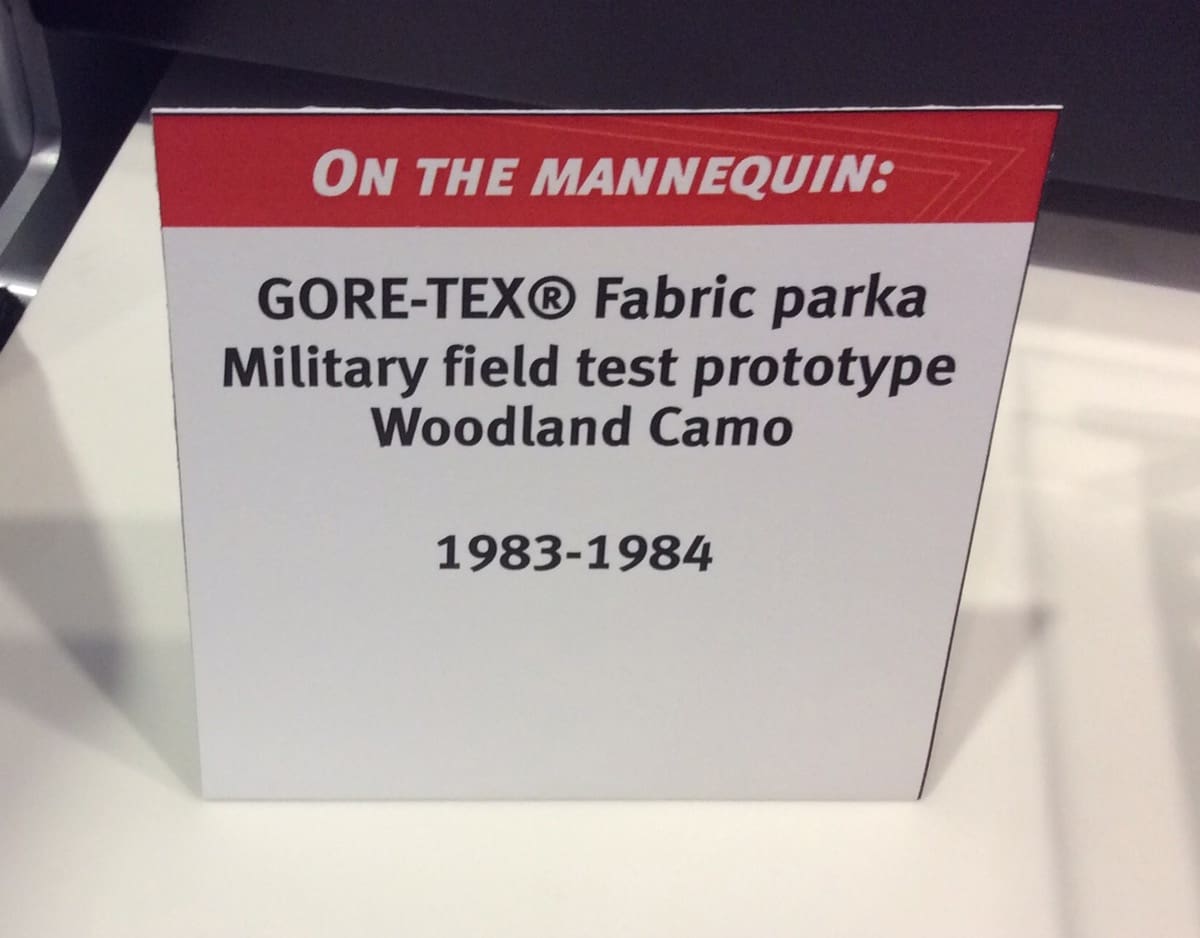 ON THE MANNEQUIN:
GORE-TEX® Fabric parka
Military field test prototype
Woodland Camo
1983-1984